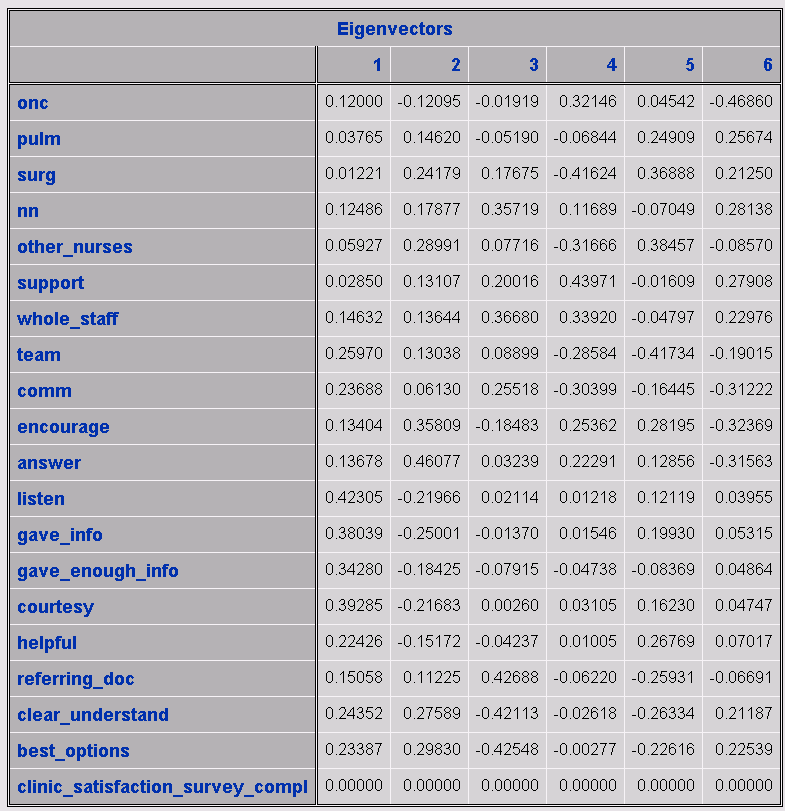 Eigenvectors
1 2 3 4 5 6
onc 0.12000 -0.12095 -0.01919 0.32146 0.04542 -0.46860
pulm 0.03765 0.14620 -0.05190 -0.06844 0.24909 0.25674
surg 0.01221 0.24179 0.17675 -0.41624 0.36888 0.21250
nn 0.12486 0.17877 0.35719 0.11689 -0.07049 0.28138
other_nurses 0.05927 0.28991 0.07716 -0.31666 0.38457 -0.08570
support 0.02850 0.13107 0.20016 0.43971 -0.01609 0.27908
whole_staff 0.14632 0.13644 0.36680 0.33920 -0.04797 0.22976
team 0.25970 0.13038 0.08899 -0.28584 -0.41734 -0.19015
comm 0.23688 0.06130 0.25518 -0.30399 -0.16445 -0.31222
encourage 0.13404 0.35809 -0.18483 0.25362 0.28195 -0.32369
answer 0.13678 0.46077 0.03239 0.22291 0.12856 -0.31563
listen 0.42305 -0.21966 0.02114 0.01218 0.12119 0.03955
gave_info 0.38039 -0.25001 -0.01370 0.01546 0.19930 0.05315
gave_enough_info 0.34280 -0.18425 -0.07915 -0.04738 -0.08369 0.04864
courtesy 0.39285 -0.21683 0.00260 0.03105 0.16230 0.04747
helpful 0.22426 -0.15172 -0.04237 0.01005 0.26769 0.07017
referring_doc 0.15058 0.11225 0.42688 -0.06220 -0.25931 -0.06691
clear_understand 0.24352 0.27589 -0.42113 -0.02618 -0.26334 0.21187
best_options 0.23387 0.29830 -0.42548 -0.00277 -0.22616 0.22539
clinic_satisfaction_survey_compl 0.00000 0.00000 0.00000 0.00000 0.00000 0.00000